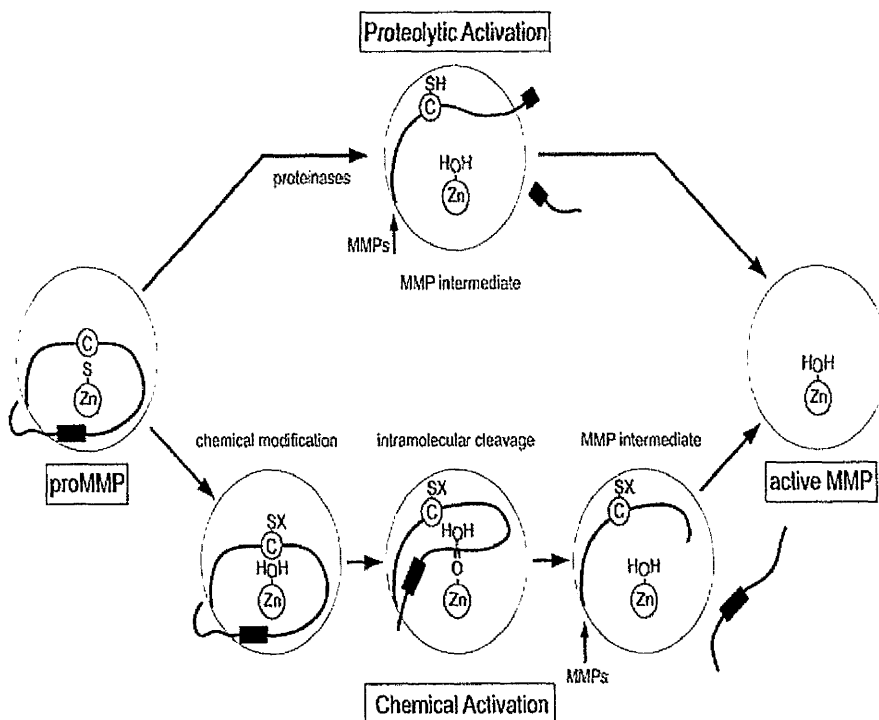 Proteolytic Activation
SH
C
HOH
Zn
proteinases
MMPs
MMP intermediate
C
S
Zn
proMMP
HOH
Zn
active MMP
chemical modification
intramolecular cleavage
MMP intermediate
SX
C
HOH
Zn
SX
C
HOH
O
Zn
SX
C
HOH
Zn
MMPs
Chemical Activation